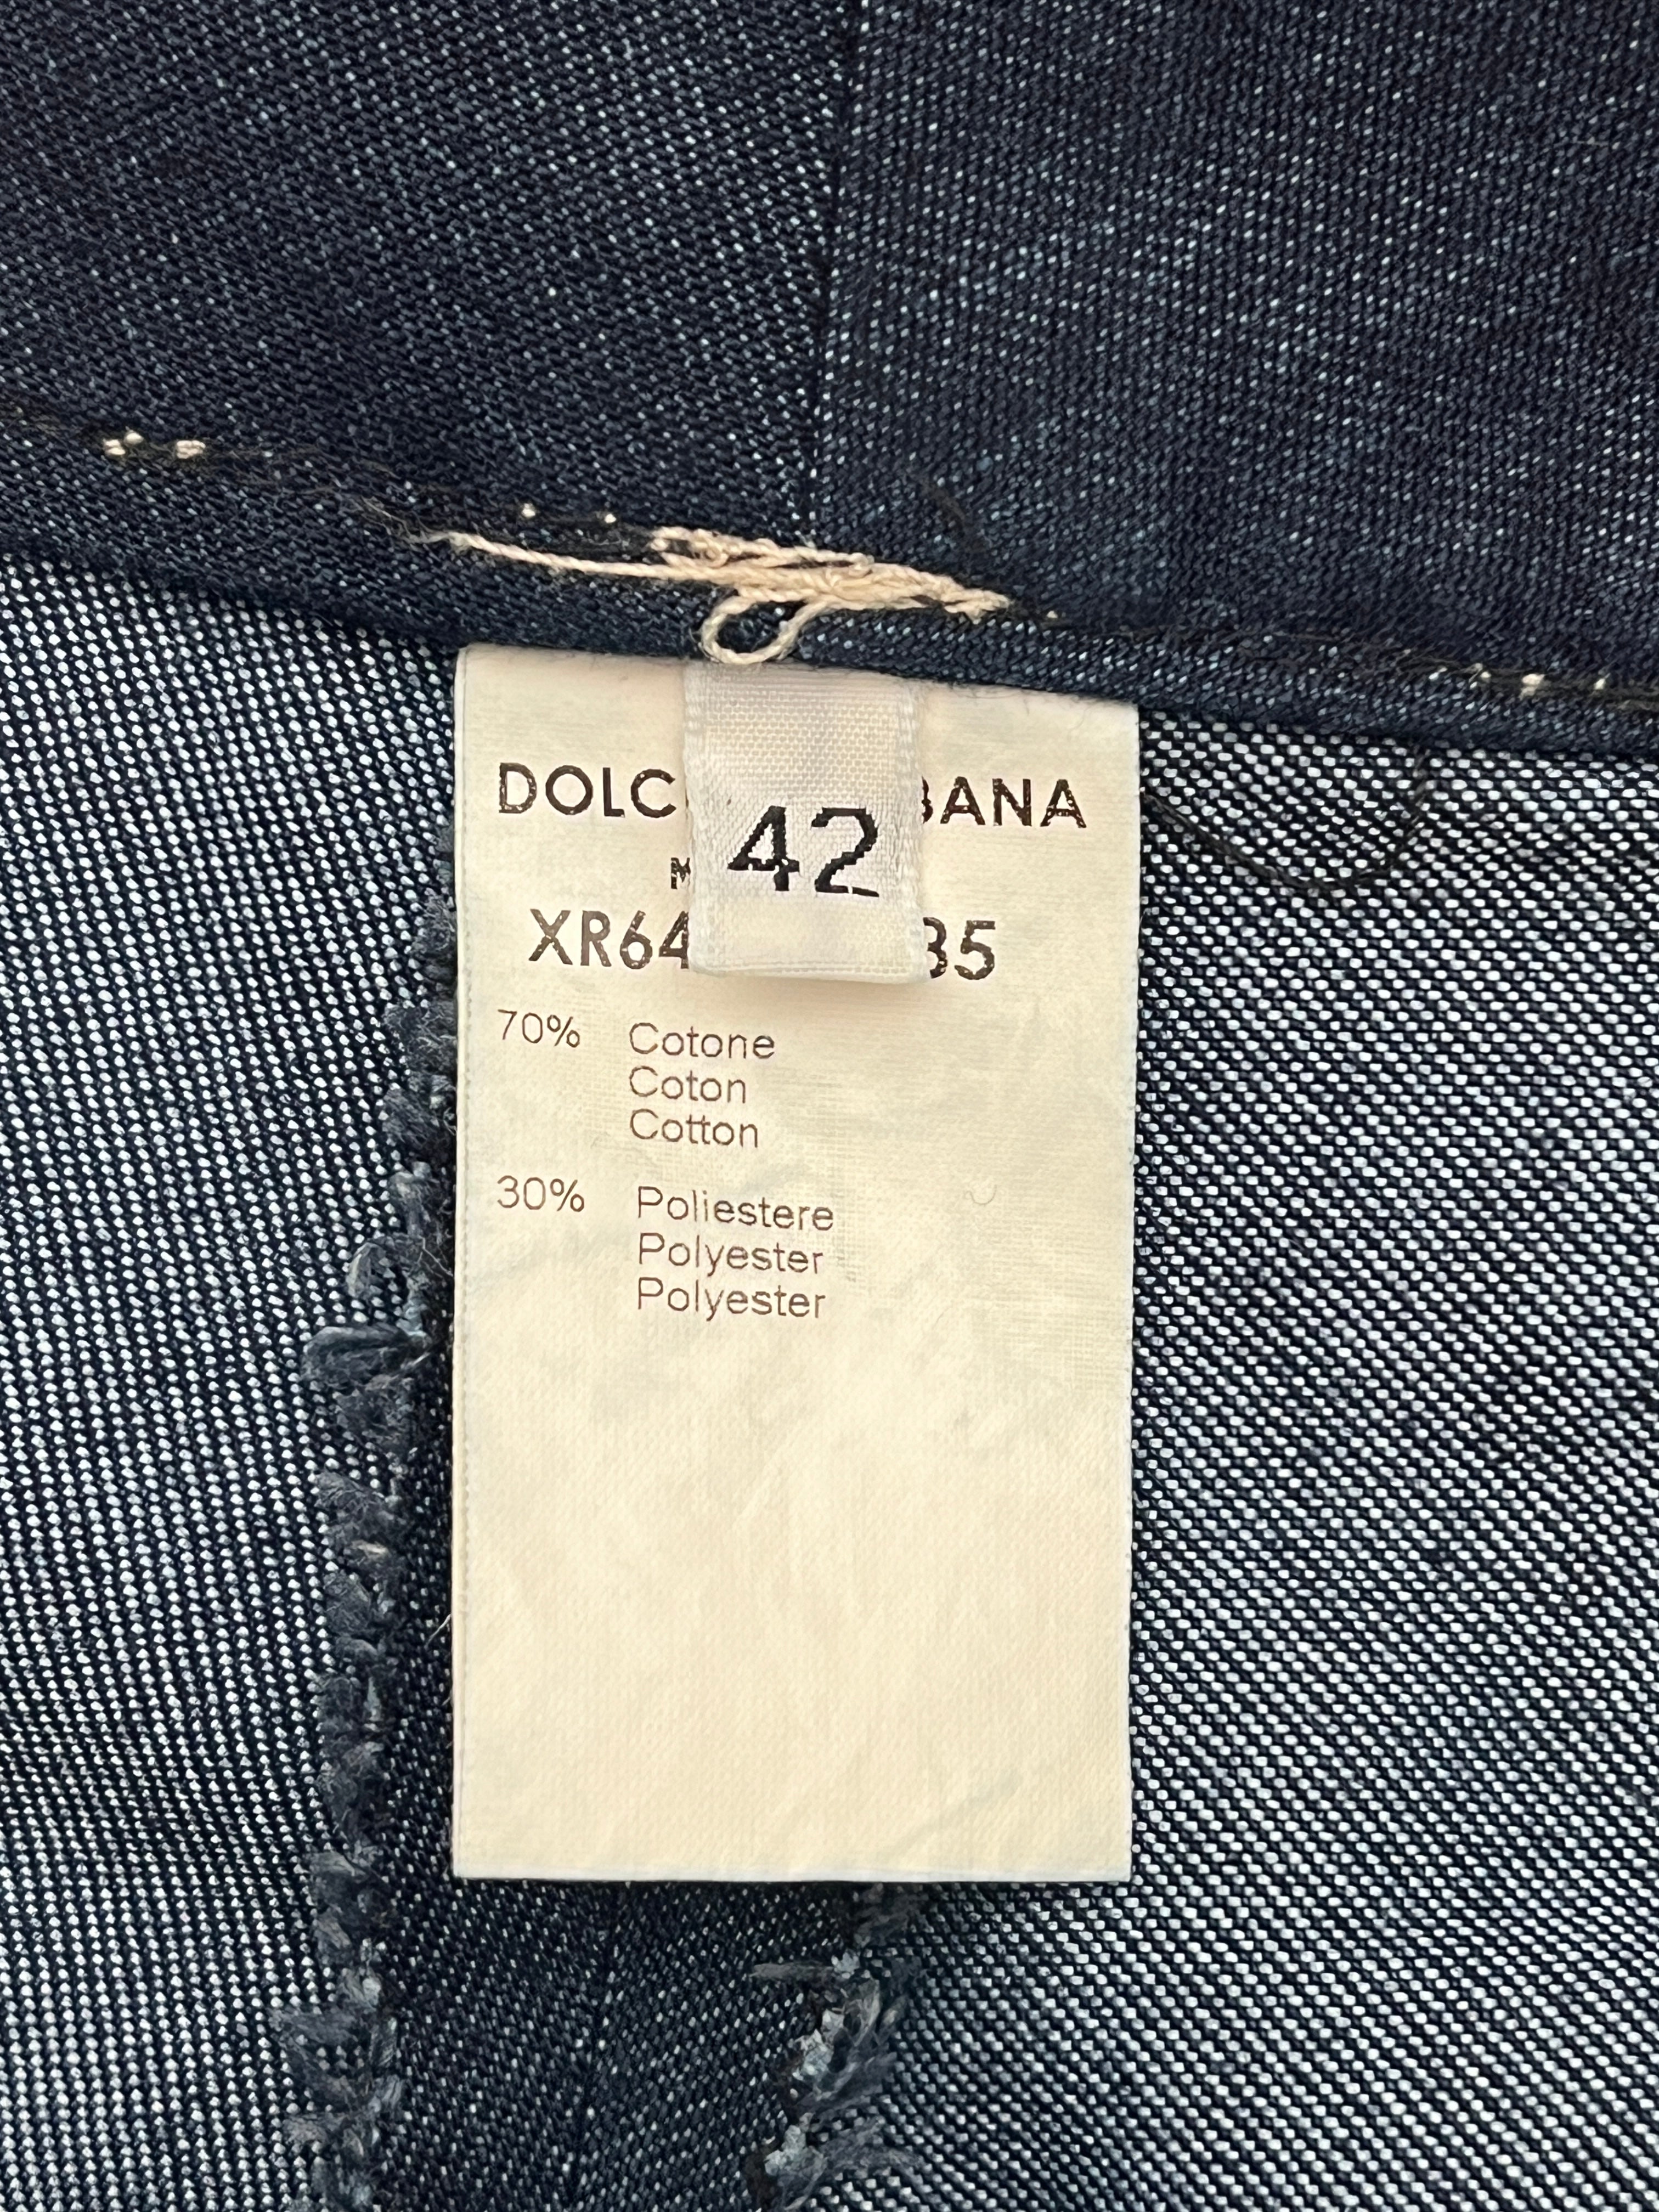 DOLC BANA
42
M
XR64 35
70% Cotone
Coton
Cotton
30% Poliestere
Polyester
Polyester